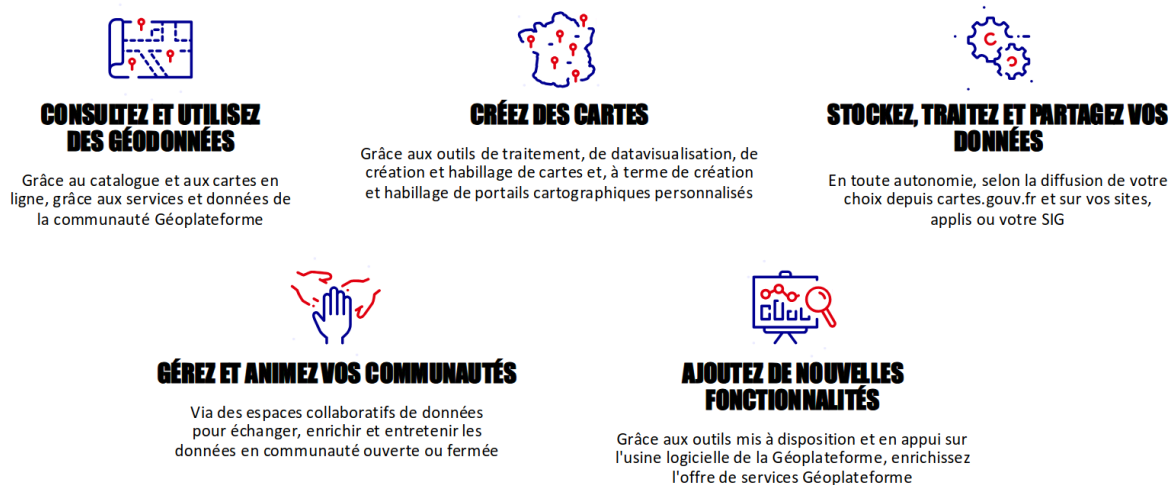 CONSULTEZ ET UTILISEZ
DES GÉODONNÉES
Grâce au catalogue et aux cartes en
ligne, grâce aux services et données de
la communauté Géoplateforme
CRÉEZ DES CARTES
Grâce aux outils de traitement, de datavisualisation, de
création et habillage de cartes et, à terme de création
et habillage de portails cartographiques personnalisés
STOCKEZ, TRAITEZ ET PARTAGEZ VOS
DONNÉES
En toute autonomie, selon la diffusion de votre
choix depuis cartes.gouv.fr et sur vos sites,
applis ou votre SIG
GÉREZ ET ANIMEZ VOS COMMUNAUTÉS
Via des espaces collaboratifs de données
pour échanger, enrichir et entretenir les
données en communauté ouverte ou fermée
AJOUTEZ DE NOUVELLES
FONCTIONNALITÉS
Grâce aux outils mis à disposition et en appui sur
l'usine logicielle de la Géoplateforme, enrichissez
l'offre de services Géoplateforme